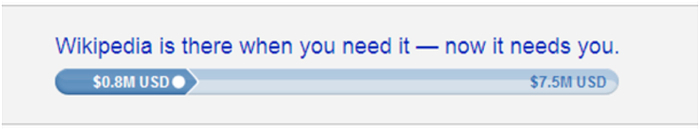 Wikipedia is there when you need it — now it needs you.
$0.8M USD $7.5M USD